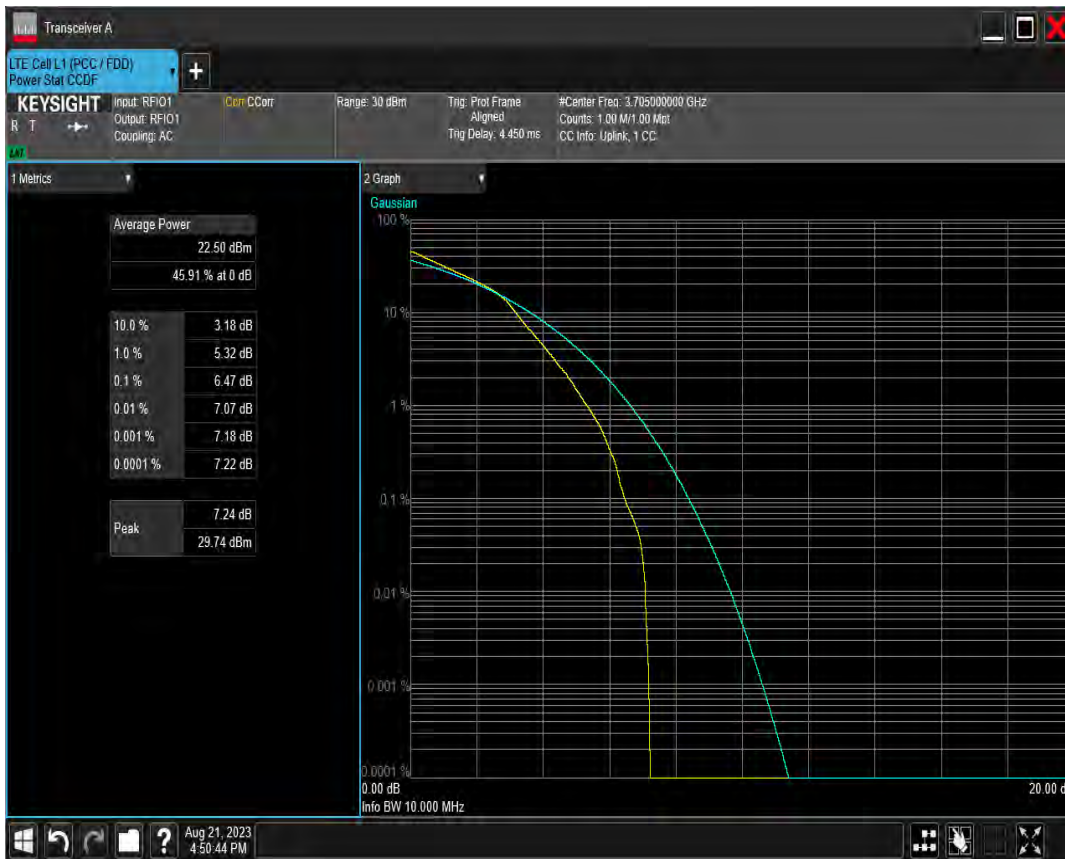 Transceiver A
LTE Cell L1 (PCC / FDD)
Power Stat CCDF
+
KEYSIGHT
R T
LXI
Input: RFIO1
Output: RFIO1
Coupling: AC
Corr CCorr
Range: 30 dBm
Trig: Prot Frame
Aligned
Trig Delay: 4.450 ms
#Center Freq: 3.705000000 GHz
Counts: 1.00 M/1.00 Mpt
CC Info: Uplink, 1 CC
1 Metrics
Average Power
22.50 dBm
45.91 % at 0 dB
10.0 % 3.18 dB
1.0 % 5.32 dB
0.1 % 6.47 dB
0.01 % 7.07 dB
0.001 % 7.18 dB
0.0001 % 7.22 dB
Peak
7.24 dB
29.74 dBm
2 Graph
Gaussian
100 %
10 %
1 %
0.1 %
0.01 %
0.001 %
0.0001 %
0.00 dB
20.00 d
Info BW 10.000 MHz
?
Aug 21, 2023
4:50:44 PM